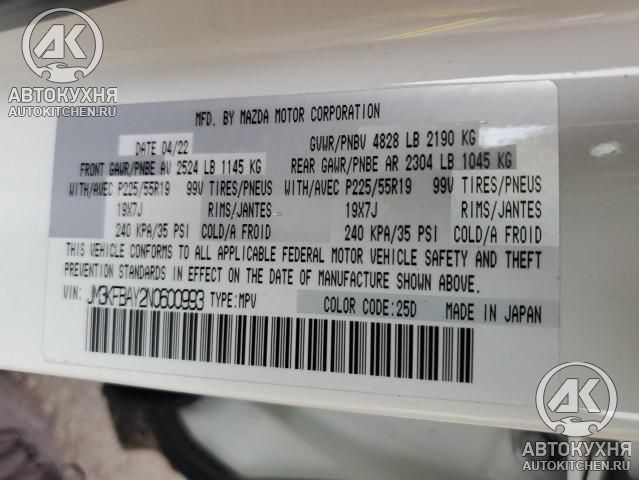 AK
АВТОКУХНЯ
AUTOKITCHEN.RU
MFD. BY MAZDA MOTOR CORPORATION
DATE 04/22 GVWR/PNBV 4828 LB 2190 KG
FRONT GAWR/PNBE AV 2524 LB 1145 KG REAR GAWR/PNBE AR 2304 LB 1045 KG
WITH/AVEC P225/55R19 99V TIRES/PNEUS WITH/AVEC P225/55R19 99V TIRES/PNEUS
19X7J RIMS/JANTES 19X7J RIMS/JANTES
240 KPA/35 PSI COLD/A FROID 240 KPA/35 PSI COLD/A FROID
THIS VEHICLE CONFORMS TO ALL APPLICABLE FEDERAL MOTOR VEHICLE SAFETY AND THEFT
PREVENTION STANDARDS IN EFFECT ON THE DATE OF MANUFACTURE SHOWN ABOVE.
VIN: JM3KFBAY2N0600993 TYPE:MPV COLOR CODE:25D MADE IN JAPAN
AK
АВТОКУХНЯ
AUTOKITCHEN.RU